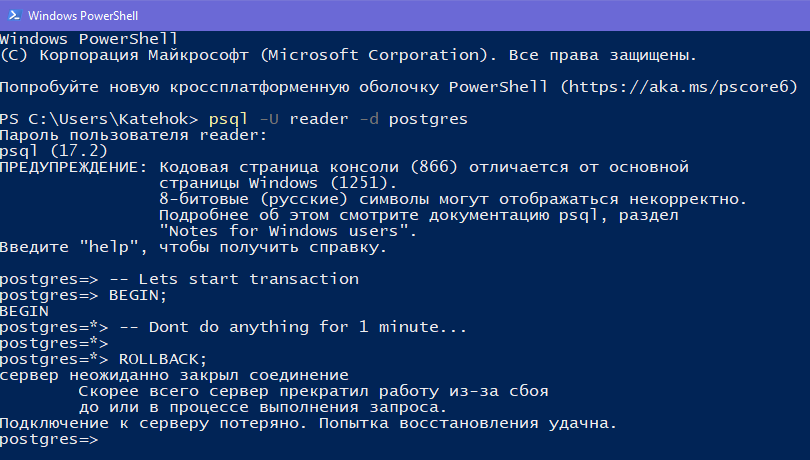 Windows PowerShell
Windows PowerShell
(C) Корпорация Майкрософт (Microsoft Corporation). Все права защищены.
Попробуйте новую кроссплатформенную оболочку PowerShell (https://aka.ms/pscore6)
PS C:\Users\Katehok> psql -U reader -d postgres
Пароль пользователя reader:
psql (17.2)
ПРЕДУПРЕЖДЕНИЕ: Кодовая страница консоли (866) отличается от основной
страницы Windows (1251).
8-битовые (русские) символы могут отображаться некорректно.
Подробнее об этом смотрите документацию psql, раздел
"Notes for Windows users".
Введите "help", чтобы получить справку.
postgres=> -- Lets start transaction
postgres=> BEGIN;
BEGIN
postgres=*> -- Dont do anything for 1 minute...
postgres=*>
postgres=*> ROLLBACK;
сервер неожиданно закрыл соединение
Скорее всего сервер прекратил работу из-за сбоя
до или в процессе выполнения запроса.
Подключение к серверу потеряно. Попытка восстановления удачна.
postgres=>